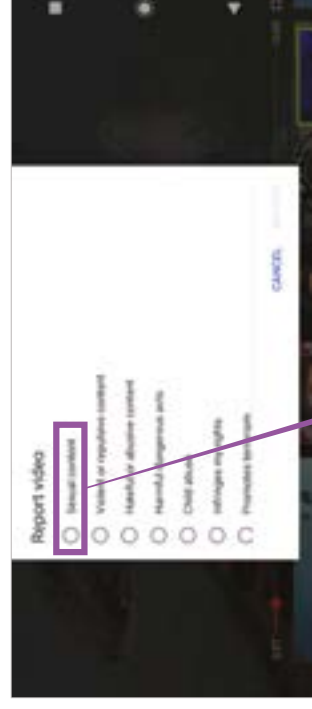 Report video
Sexual content
Violent or repulsive content
Hateful or abusive content
Harmful dangerous acts
Child abuse
Infringes my rights
Promotes terrorism
CANCEL